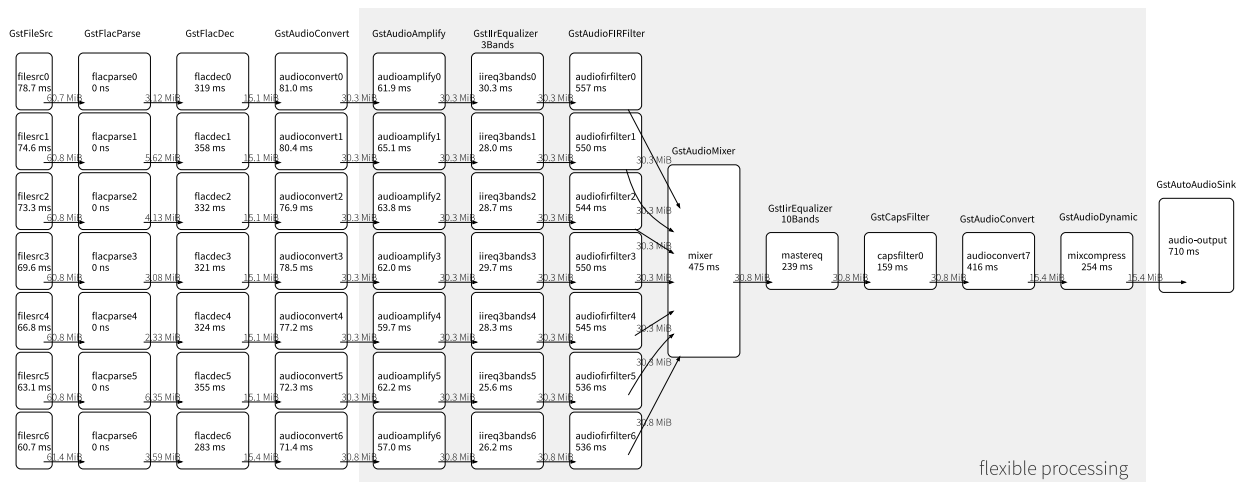 GstFileSrc GstFlacParse GstFlacDec GstAudioConvert GstAudioAmplify GstIIrEqualizer GstAudioFIRFilter
3Bands
filesrc0 flacparse0 flacdec0 audioconvert0 audioamplify0 iireq3bands0 audiofirfilter0
78.7 ms 0 ns 319 ms 81.0 ms 61.9 ms 30.3 ms 557 ms
60.7 MiB 3.12 MiB 15.1 MiB 30.3 MiB 30.3 MiB 30.3 MiB
filesrc1 flacparse1 flacdec1 audioconvert1 audioamplify1 iireq3bands1 audiofirfilter1
74.6 ms 0 ns 358 ms 80.4 ms 65.1 ms 28.0 ms 550 ms
60.8 MiB 5.62 MiB 15.1 MiB 30.3 MiB 30.3 MiB 30.3 MiB 30.3 MiB
GstAudioMixer
filesrc2 flacparse2 flacdec2 audioconvert2 audioamplify2 iireq3bands2 audiofirfilter2
73.3 ms 0 ns 332 ms 76.9 ms 63.8 ms 28.7 ms 544 ms
60.8 MiB 4.13 MiB 15.1 MiB 30.3 MiB 30.3 MiB 30.3 MiB 30.3 MiB
GstIIrEqualizer GstCapsFilter GstAudioConvert GstAudioDynamic GstAutoAudioSink
10Bands
filesrc3 flacparse3 flacdec3 audioconvert3 audioamplify3 iireq3bands3 audiofirfilter3 mixer mastereq capsfilter0 audioconvert7 mixcompress audio-output
69.6 ms 0 ns 321 ms 78.5 ms 62.0 ms 29.7 ms 550 ms 475 ms 239 ms 159 ms 416 ms 254 ms 710 ms
30.3 MiB
60.8 MiB 3.08 MiB 15.1 MiB 30.3 MiB 30.3 MiB 30.3 MiB 30.3 MiB 30.8 MiB 30.8 MiB 30.8 MiB 15.4 MiB 15.4 MiB
filesrc4 flacparse4 flacdec4 audioconvert4 audioamplify4 iireq3bands4 audiofirfilter4
66.8 ms 0 ns 324 ms 77.2 ms 59.7 ms 28.3 ms 545 ms
30.3 MiB
60.8 MiB 2.33 MiB 15.1 MiB 30.3 MiB 30.3 MiB 30.3 MiB
30.3 MiB
filesrc5 flacparse5 flacdec5 audioconvert5 audioamplify5 iireq3bands5 audiofirfilter5
63.1 ms 0 ns 355 ms 72.3 ms 62.2 ms 25.6 ms 536 ms
60.8 MiB 6.35 MiB 15.1 MiB 30.3 MiB 30.3 MiB 30.3 MiB
30.8 MiB
filesrc6 flacparse6 flacdec6 audioconvert6 audioamplify6 iireq3bands6 audiofirfilter6
60.7 ms 0 ns 283 ms 71.4 ms 57.0 ms 26.2 ms 536 ms
61.4 MiB 3.59 MiB 15.4 MiB 30.8 MiB 30.8 MiB 30.8 MiB
flexible processing